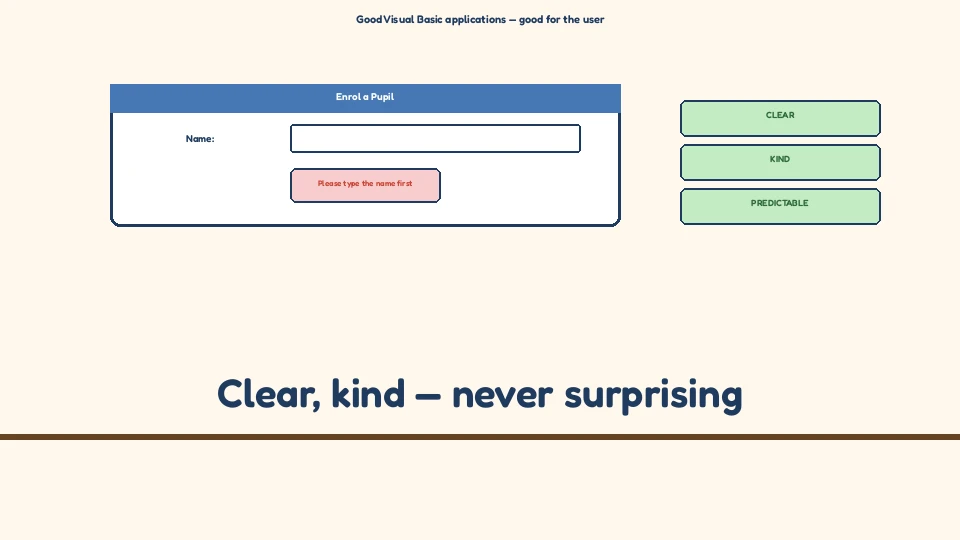 Good Visual Basic applications — good for the user
Enrol a Pupil
Name:
Please type the name first
CLEAR
KIND
PREDICTABLE
Clear, kind — never surprising